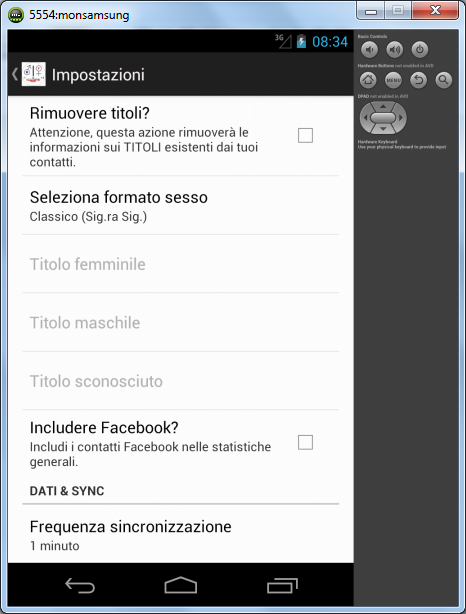 5554:monsamsung
3G 08:34
Impostazioni
Rimuovere titoli?
Attenzione, questa azione rimuoverà le
informazioni sui TITOLI esistenti dai tuoi
contatti.
Seleziona formato sesso
Classico (Sig.ra Sig.)
Titolo femminile
Titolo maschile
Titolo sconosciuto
Includere Facebook?
Includi i contatti Facebook nelle statistiche
generali.
DATI & SYNC
Frequenza sincronizzazione
1 minuto
Basic Controls
Hardware Buttons not enabled in AVD
MENU
DPAD not enabled in AVD
Hardware Keyboard
Use your physical keyboard to provide input